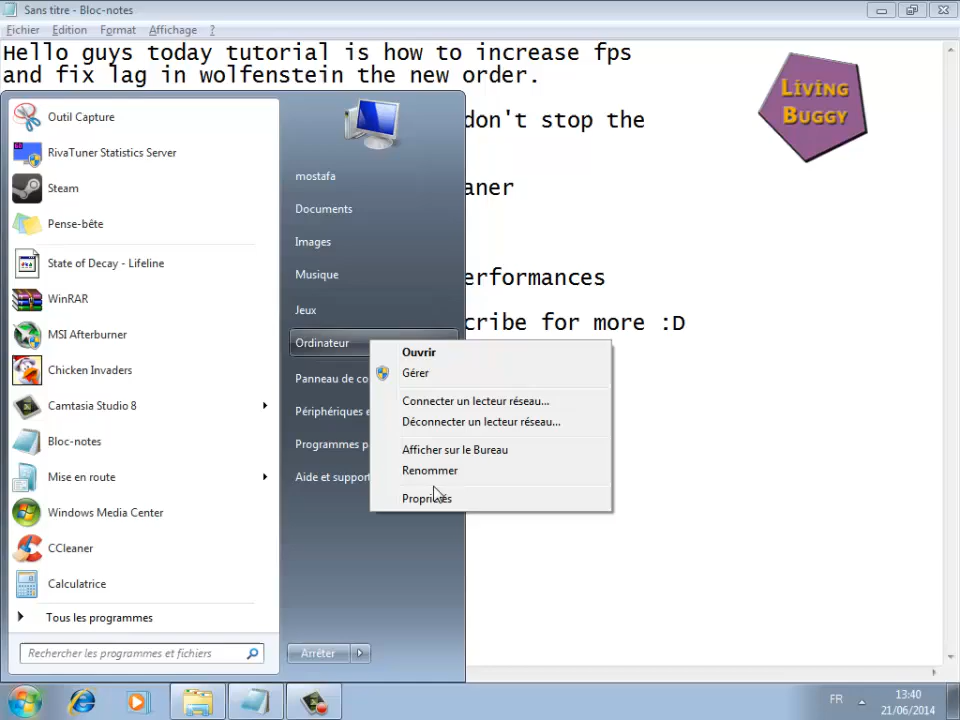 Sans titre - Bloc-notes
Fichier Edition Format Affichage ?
Hello guys today tutorial is how to increase fps
and fix lag in wolfenstein the new order.
don't stop the
aner
erformances
cribe for more :D
LİVİNG
BUGGY
Outil Capture
RivaTuner Statistics Server
Steam
Pense-bête
State of Decay - Lifeline
WinRAR
MSI Afterburner
Chicken Invaders
Camtasia Studio 8
Bloc-notes
Mise en route
Windows Media Center
CCleaner
Calculatrice
Tous les programmes
Rechercher les programmes et fichiers
mostafa
Documents
Images
Musique
Jeux
Ordinateur
Panneau de co
Périphériques e
Programmes p
Aide et support
Arrêter
Ouvrir
Gérer
Connecter un lecteur réseau...
Déconnecter un lecteur réseau...
Afficher sur le Bureau
Renommer
Propriétés
FR
13:40
21/06/2014